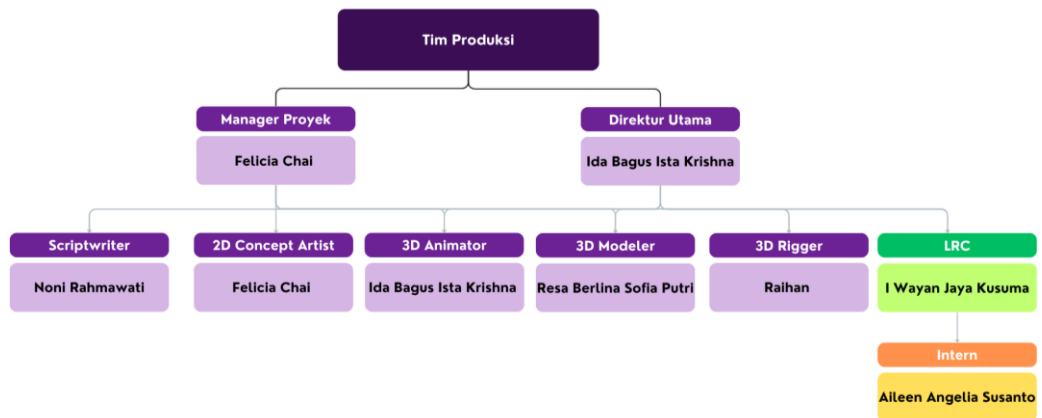 Tim Produksi
Manager Proyek
Direktur Utama
Felicia Chai
Ida Bagus Ista Krishna
Scriptwriter
2D Concept Artist
3D Animator
3D Modeler
3D Rigger
LRC
Noni Rahmawati
Felicia Chai
Ida Bagus Ista Krishna
Resa Berlina Sofia Putri
Raihan
I Wayan Jaya Kusuma
Intern
Aileen Angelia Susanto